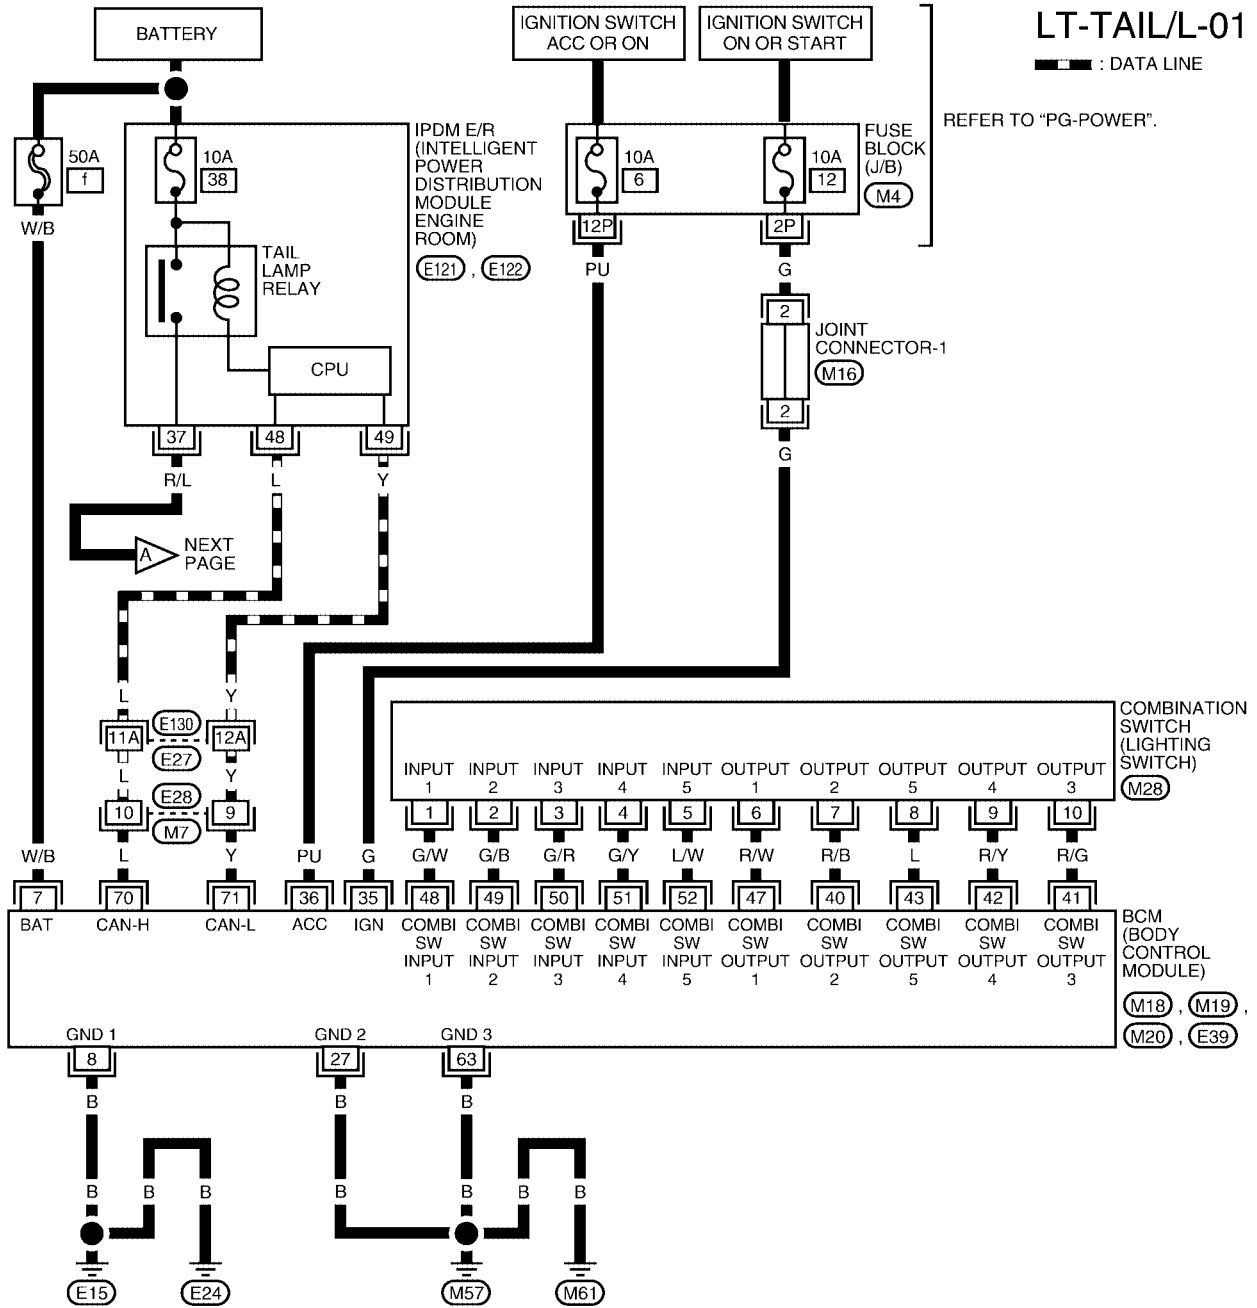 LT-TAIL/L-01
: DATA LINE
BATTERY
IGNITION SWITCH
ACC OR ON
IGNITION SWITCH
ON OR START
REFER TO “PG-POWER”.
50A
f
10A
38
IPDM E/R
(INTELLIGENT
POWER
DISTRIBUTION
MODULE
ENGINE
ROOM)
E121 , E122
10A
6
10A
12
FUSE
BLOCK
(J/B)
M4
W/B
12P
2P
PU
G
TAIL
LAMP
RELAY
CPU
2
JOINT
CONNECTOR-1
M16
2
G
37
48
49
R/L
L
Y
A
NEXT
PAGE
L
Y
11A
E130
E27
12A
L
Y
10
E28
M7
9
COMBINATION
SWITCH
(LIGHTING
SWITCH)
M28
INPUT INPUT INPUT INPUT INPUT OUTPUT OUTPUT OUTPUT OUTPUT OUTPUT
1 2 3 4 5 1 2 5 4 3
1 2 3 4 5 6 7 8 9 10
W/B L Y PU G G/W G/B G/R G/Y L/W R/W R/B L R/Y R/G
7 70 71 36 35 48 49 50 51 52 47 40 43 42 41
BAT CAN-H CAN-L ACC IGN COMBI COMBI COMBI COMBI COMBI COMBI COMBI COMBI COMBI COMBI
SW SW SW SW SW SW SW SW SW SW
INPUT INPUT INPUT INPUT INPUT OUTPUT OUTPUT OUTPUT OUTPUT OUTPUT
1 2 3 4 5 1 2 5 4 3
BCM
(BODY
CONTROL
MODULE)
M18 , M19 ,
M20 , E39
GND 1 GND 2 GND 3
8 27 63
B B B
B B B B B B B
E15 E24 M57 M61